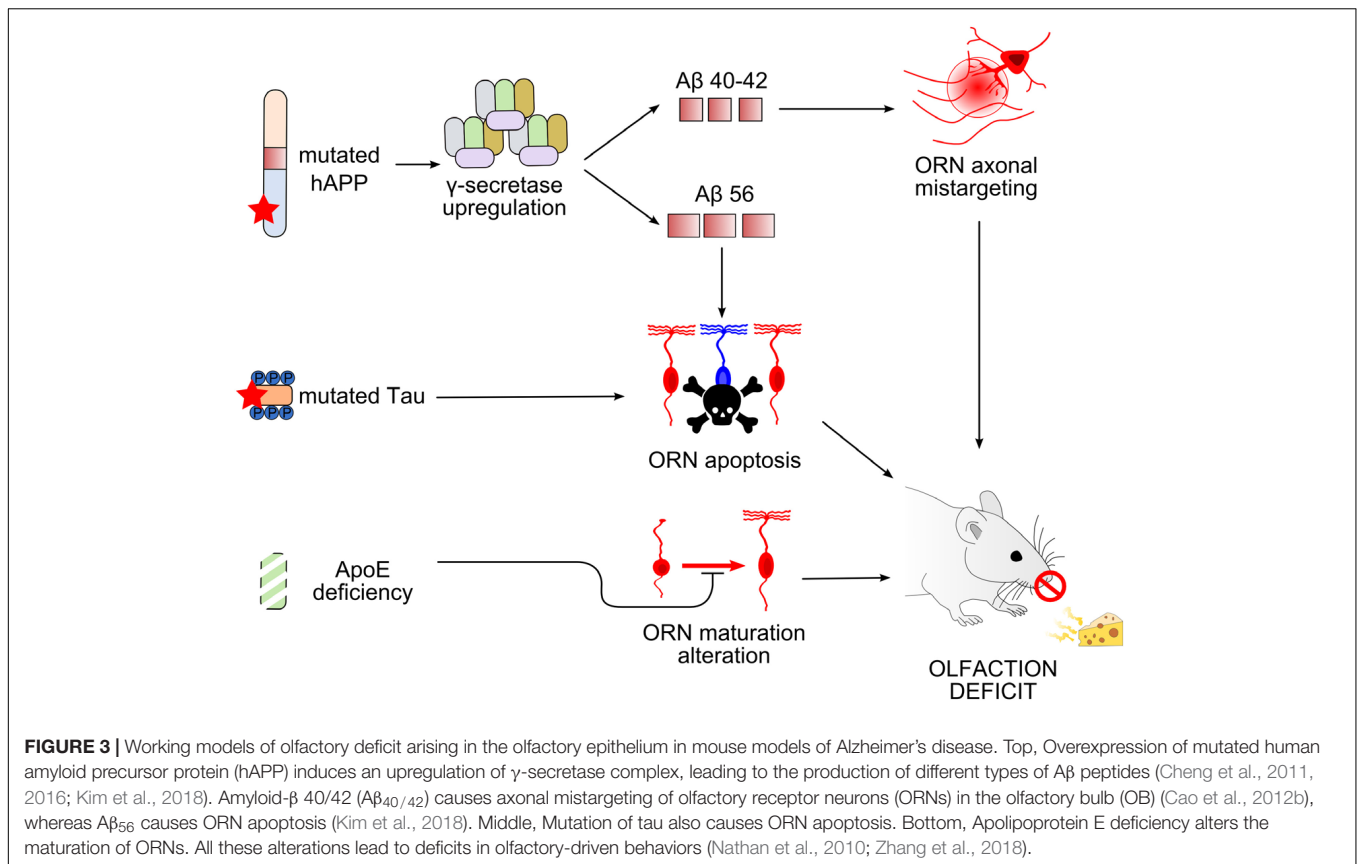 Aβ 40-42
mutated
hAPP
γ-secretase
upregulation
ORN axonal
mistargeting
Aβ 56
P P P
mutated Tau
P P P
ORN apoptosis
ApoE
deficiency
ORN maturation
alteration
OLFACTION
DEFICIT
FIGURE 3 | Working models of olfactory deficit arising in the olfactory epithelium in mouse models of Alzheimer's disease. Top, Overexpression of mutated human
amyloid precursor protein (hAPP) induces an upregulation of γ-secretase complex, leading to the production of different types of Aβ peptides (Cheng et al., 2011,
2016; Kim et al., 2018). Amyloid-β 40/42 (Aβ40/42) causes axonal mistargeting of olfactory receptor neurons (ORNs) in the olfactory bulb (OB) (Cao et al., 2012b),
whereas Aβ56 causes ORN apoptosis (Kim et al., 2018). Middle, Mutation of tau also causes ORN apoptosis. Bottom, Apolipoprotein E deficiency alters the
maturation of ORNs. All these alterations lead to deficits in olfactory-driven behaviors (Nathan et al., 2010; Zhang et al., 2018).